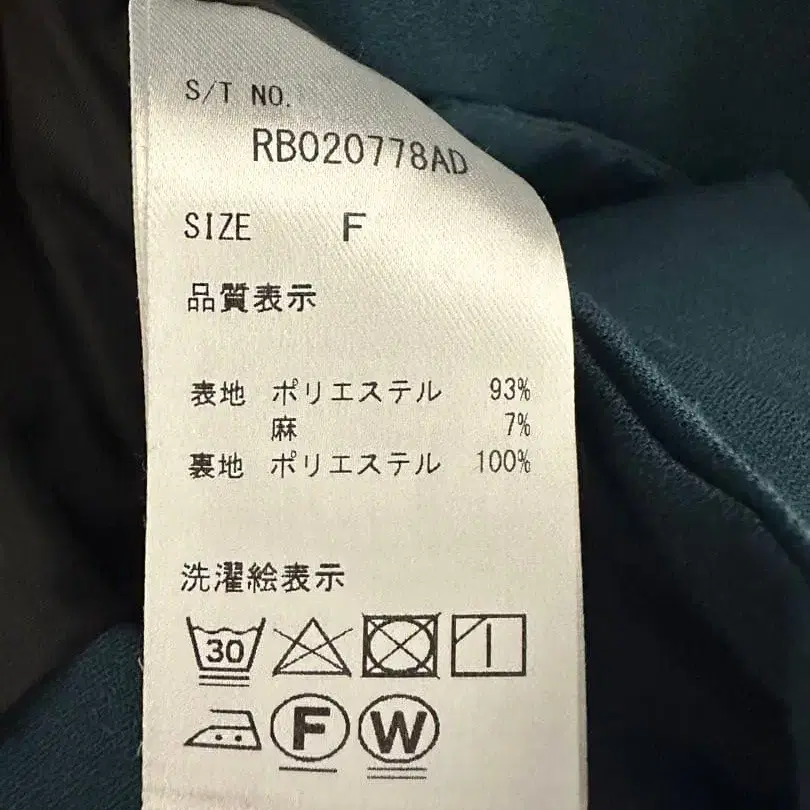 S/T NO.
RB020778AD
SIZE F
品質表示
表地 ポリエステル 93%
麻 7%
裏地 ポリエステル 100%
洗濯絵表示
30
F W